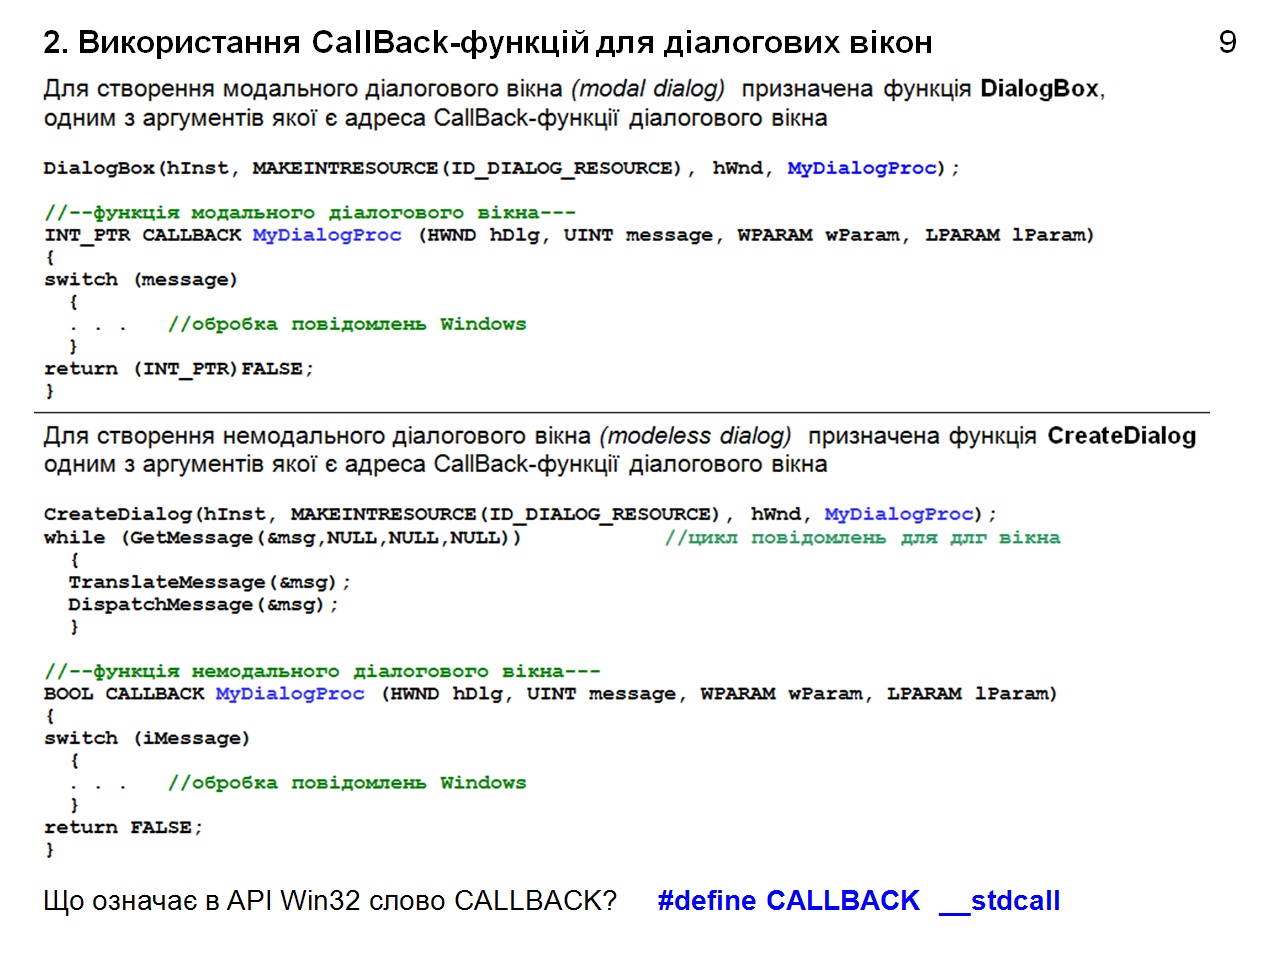 2. Використання CallBack-функцій для діалогових вікон 9
Для створення модального діалогового вікна (modal dialog) призначена функція DialogBox,
одним з аргументів якої є адреса CallBack-функції діалогового вікна
DialogBox(hInst, MAKEINTRESOURCE(ID_DIALOG_RESOURCE), hWnd, MyDialogProc);
//--функція модального діалогового вікна---
INT_PTR CALLBACK MyDialogProc (HWND hDlg, UINT message, WPARAM wParam, LPARAM lParam)
{
switch (message)
{
. . . //обробка повідомлень Windows
}
return (INT_PTR)FALSE;
}
Для створення немодального діалогового вікна (modeless dialog) призначена функція CreateDialog
одним з аргументів якої є адреса CallBack-функції діалогового вікна
CreateDialog(hInst, MAKEINTRESOURCE(ID_DIALOG_RESOURCE), hWnd, MyDialogProc);
while (GetMessage(&msg,NULL,NULL,NULL)) //цикл повідомлень для длг вікна
{
TranslateMessage(&msg);
DispatchMessage(&msg);
}
//--функція немодального діалогового вікна---
BOOL CALLBACK MyDialogProc (HWND hDlg, UINT message, WPARAM wParam, LPARAM lParam)
{
switch (iMessage)
{
. . . //обробка повідомлень Windows
}
return FALSE;
}
Що означає в API Win32 слово CALLBACK? #define CALLBACK __stdcall